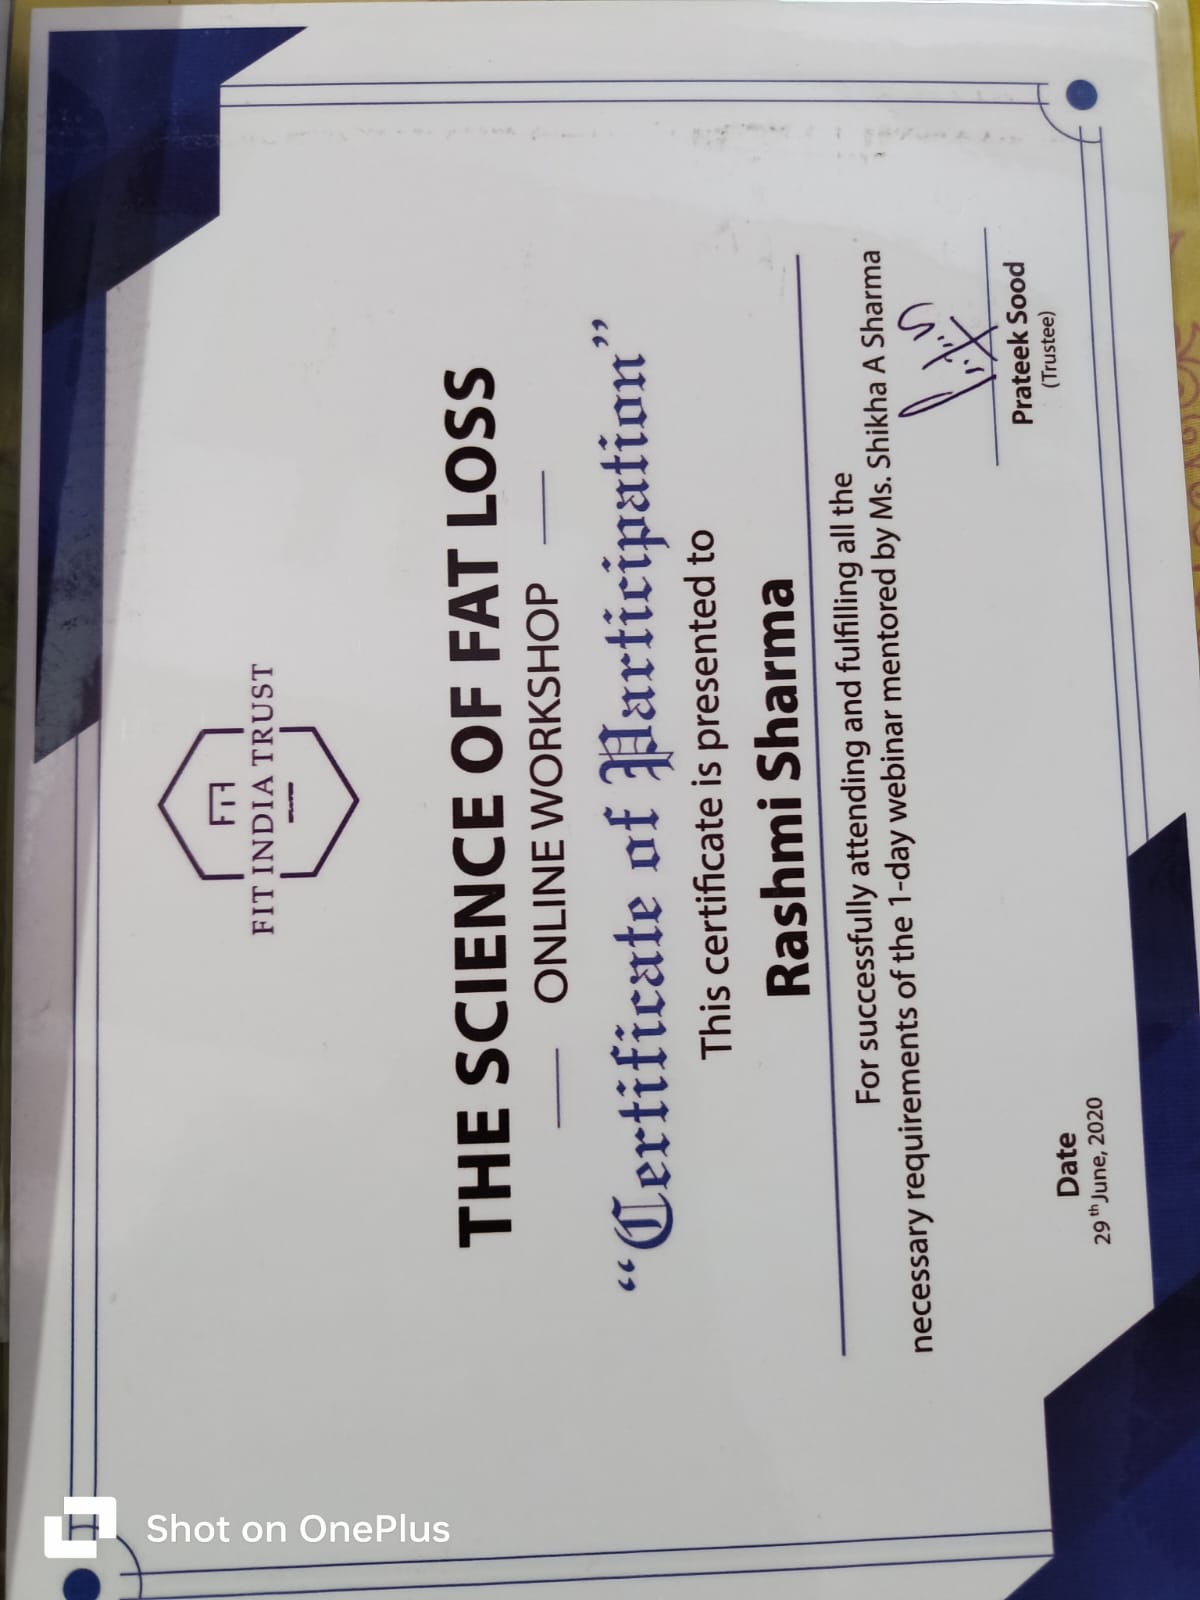 FIT
FIT INDIA TRUST
THE SCIENCE OF FAT LOSS
ONLINE WORKSHOP
“Certificate of Participation”
This certificate is presented to
Rashmi Sharma
For successfully attending and fulfilling all the
necessary requirements of the 1-day webinar mentored by Ms. Shikha A Sharma
Date
29th June, 2020
Prateek Sood
(Trustee)
Shot on OnePlus